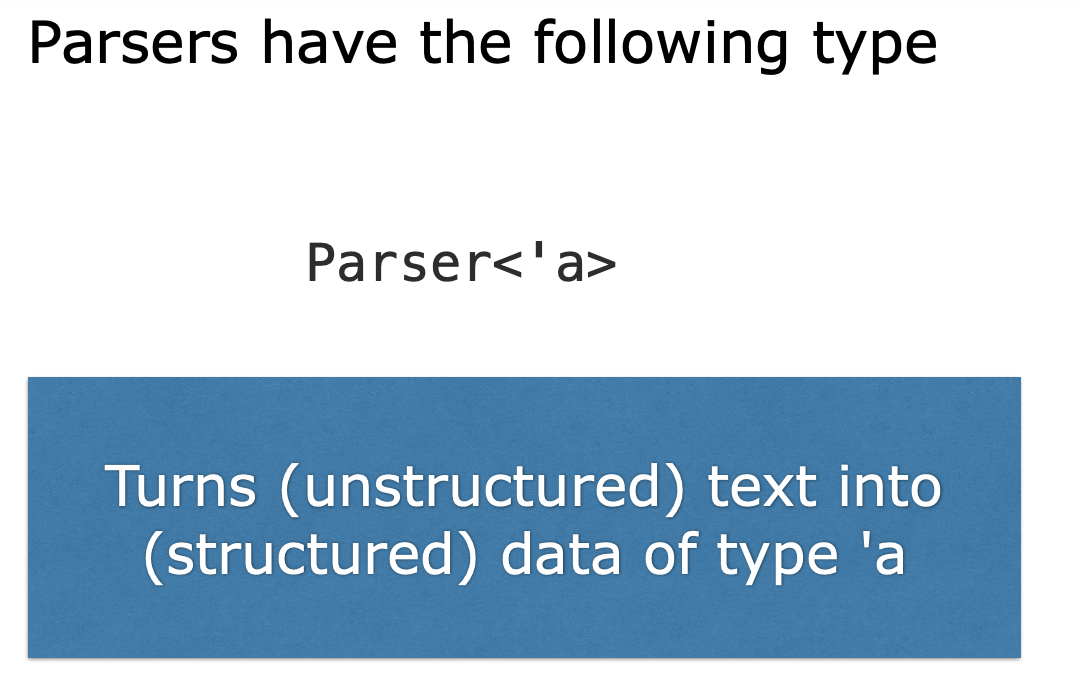 Parsers have the following type
Parser<'a>
Turns (unstructured) text into
(structured) data of type 'a